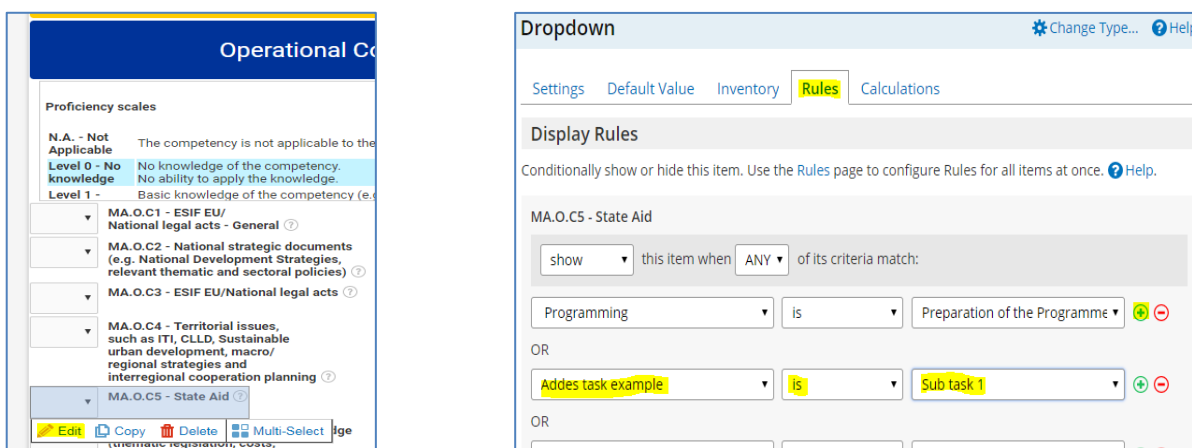 Operational Co
Proficiency scales
N.A. - Not
Applicable
The competency is not applicable to the
Level 0 - No
knowledge
No knowledge of the competency.
No ability to apply the knowledge.
Level 1 -
Basic knowledge of the competency (e.g
MA.O.C1 - ESIF EU/
National legal acts - General
MA.O.C2 - National strategic documents
(e.g. National Development Strategies,
relevant thematic and sectoral policies)
MA.O.C3 - ESIF EU/National legal acts
MA.O.C4 - Territorial issues,
such as ITI, CLLD, Sustainable
urban development, macro/
regional strategies and
interregional cooperation planning
MA.O.C5 - State Aid
Edit Copy Delete Multi-Select dge
(thematic legislation, costs,
Dropdown Change Type... Help
Settings Default Value Inventory Rules Calculations
Display Rules
Conditionally show or hide this item. Use the Rules page to configure Rules for all items at once. Help.
MA.O.C5 - State Aid
show this item when ANY of its criteria match:
Programming is Preparation of the Programme
OR
Addes task example is Sub task 1
OR